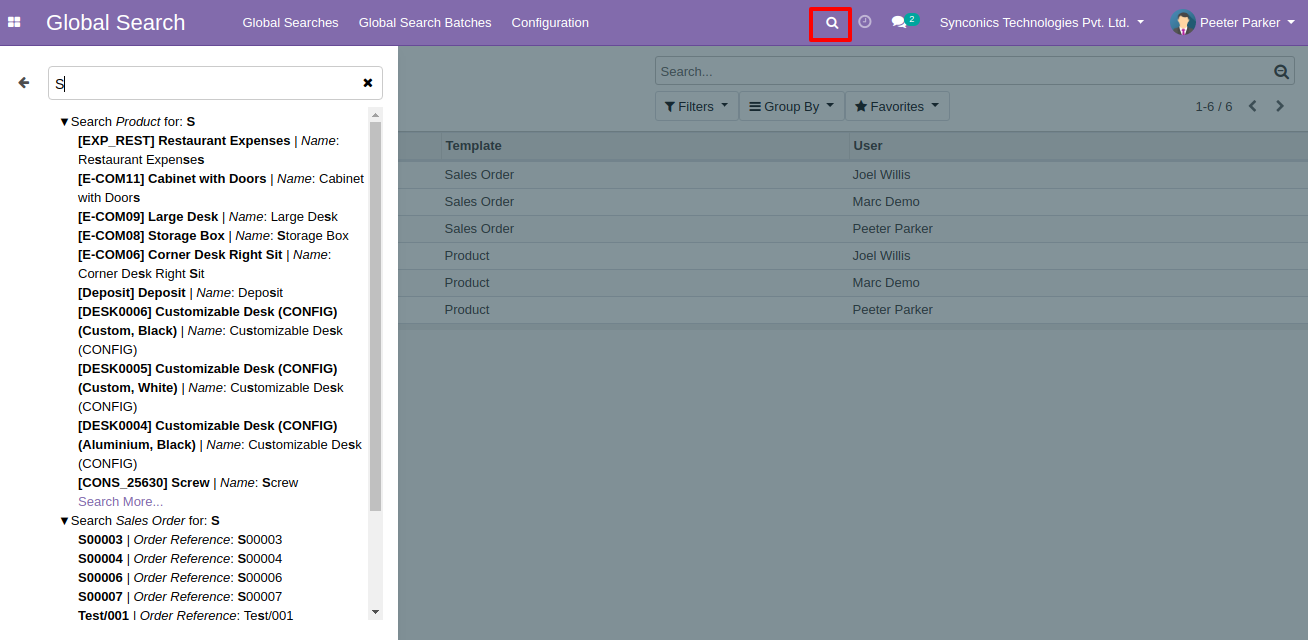 Global Search Global Searches Global Search Batches Configuration 2 Synconics Technologies Pvt. Ltd. Peeter Parker
S
▼Search Product for: S
[EXP_REST] Restaurant Expenses | Name:
Restaurant Expenses
[E-COM11] Cabinet with Doors | Name: Cabinet
with Doors
[E-COM09] Large Desk | Name: Large Desk
[E-COM08] Storage Box | Name: Storage Box
[E-COM06] Corner Desk Right Sit | Name:
Corner Desk Right Sit
[Deposit] Deposit | Name: Deposit
[DESK0006] Customizable Desk (CONFIG)
(Custom, Black) | Name: Customizable Desk
(CONFIG)
[DESK0005] Customizable Desk (CONFIG)
(Custom, White) | Name: Customizable Desk
(CONFIG)
[DESK0004] Customizable Desk (CONFIG)
(Aluminium, Black) | Name: Customizable Desk
(CONFIG)
[CONS_25630] Screw | Name: Screw
Search More...
▼Search Sales Order for: S
S00003 | Order Reference: S00003
S00004 | Order Reference: S00004
S00006 | Order Reference: S00006
S00007 | Order Reference: S00007
Test/001 | Order Reference: Test/001
Search...
Filters Group By Favorites 1-6 / 6
Template User
Sales Order Joel Willis
Sales Order Marc Demo
Sales Order Peeter Parker
Product Joel Willis
Product Marc Demo
Product Peeter Parker